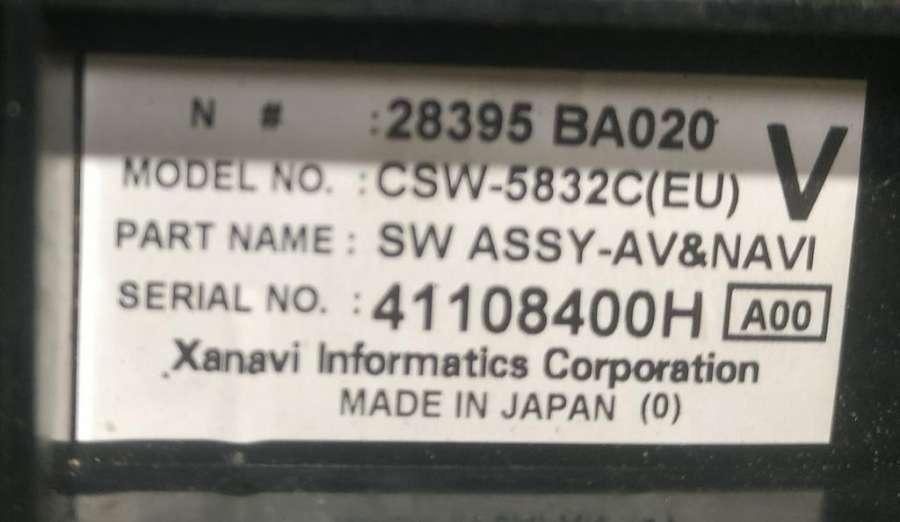 N # :28395 BA020 V
MODEL NO. :CSW-5832C(EU)
PART NAME : SW ASSY-AV&NAVI
SERIAL NO. :41108400H A00
Xanavi Informatics Corporation
MADE IN JAPAN (0)